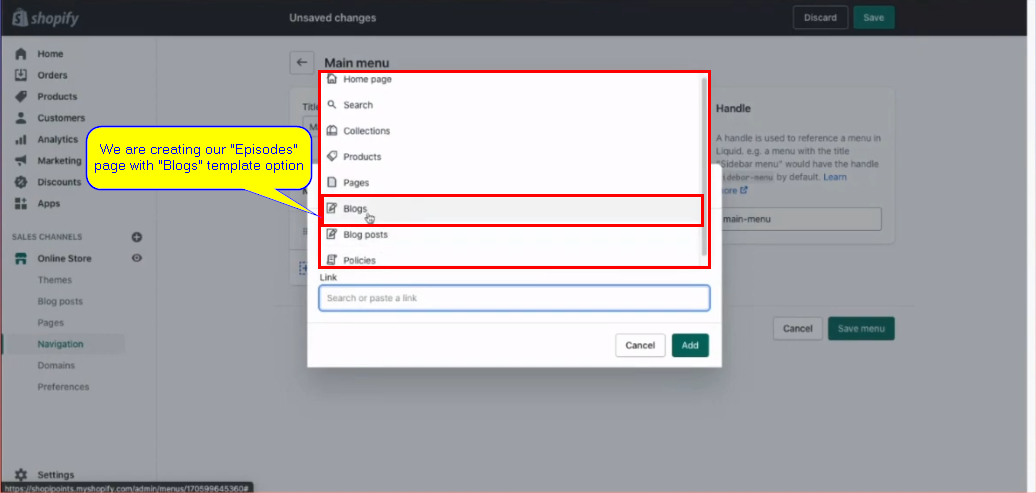 shopify
Unsaved changes
Discard
Save
Home
Orders
Products
Customers
Analytics
Marketing
Discounts
Apps
SALES CHANNELS
Online Store
Themes
Blog posts
Pages
Navigation
Domains
Preferences
Settings
https://shopipoints.myshopify.com/admin/menus/170599645360#
We are creating our "Episodes"
page with "Blogs" template option
Main menu
Title
Home page
Search
Collections
Products
Pages
Blogs
Blog posts
Policies
Link
Search or paste a link
Cancel
Add
Handle
A handle is used to reference a menu in
Liquid. e.g. a menu with the title
"Sidebar menu" would have the handle
by default. Learn
main-menu
Cancel
Save menu